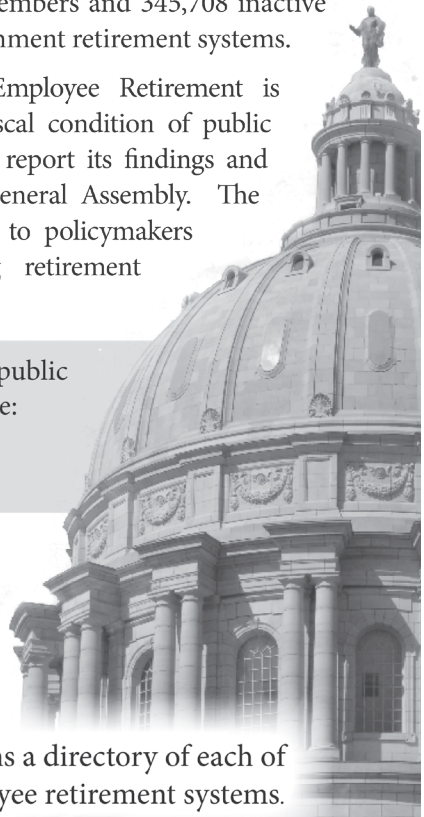 embers and 345,708 inactive
nment retirement systems.
Employee Retirement is
scal condition of public
report its findings and
eneral Assembly. The
to policymakers
retirement
public
e:
s a directory of each of
yee retirement systems.